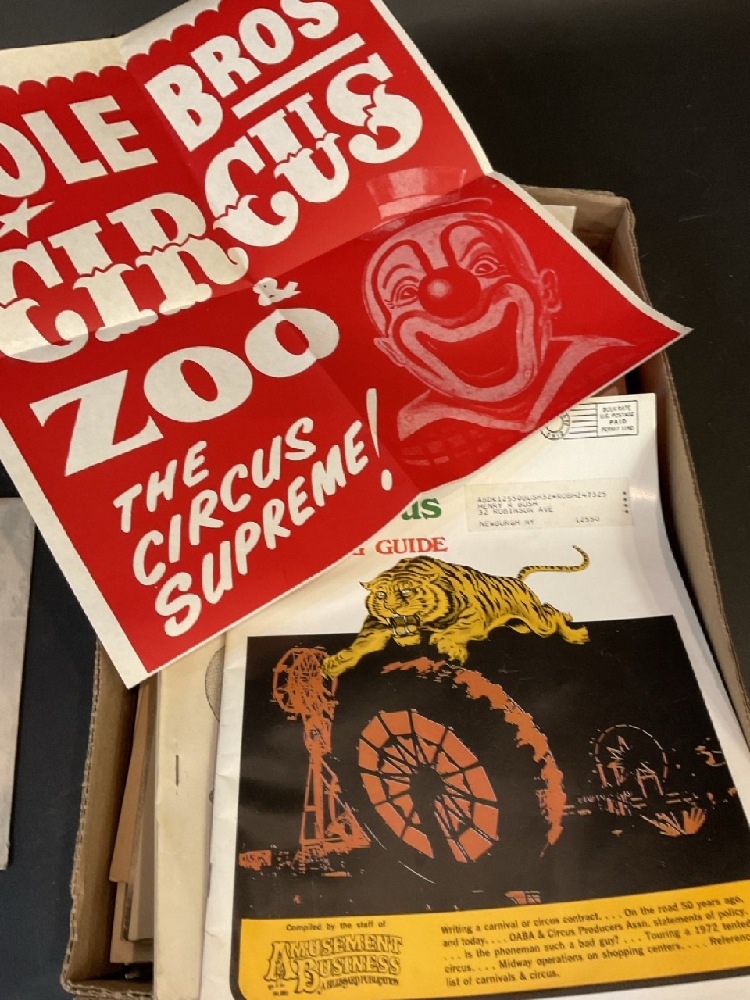 OLE BROS
CIRCUS
&
ZOO
THE
CIRCUS
SUPREME!
BULK RATE
U.S. POSTAGE
PAID
us
HENRY R BUSH
32 ROBINSON AVE
NEWBURGH NY 12550
G GUIDE
Compiled by the staff of
AMUSEMENT
BUSINESS
A BILLBOARD PUBLICATION
Writing a carnival or circus contract. . . . On the road 50 years ago,
and today. . . . OABA & Circus Producers Assn. statements of policy.
. . . Is the phoneman such a bad guy? . . . Touring a 1972 tented
circus. . . . Midway operations on shopping centers. . . . Reference
list of carnivals & circus.